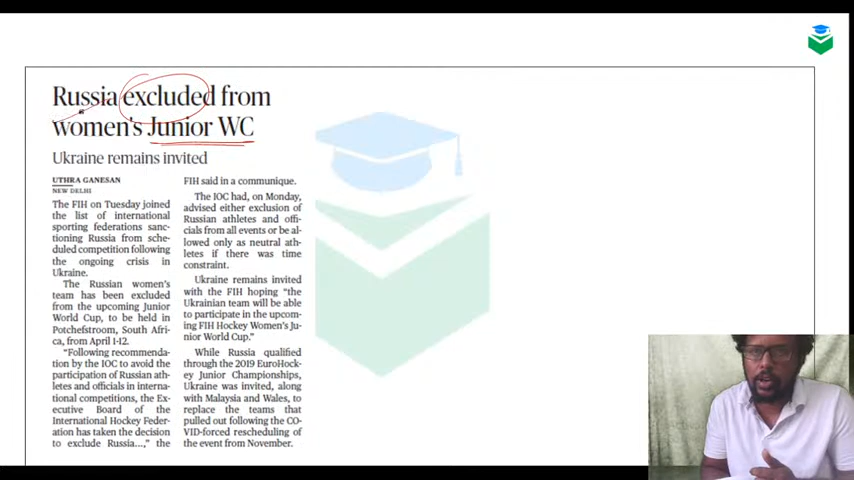 Russia excluded from
women's Junior WC
Ukraine remains invited
UTHRA GANESAN
NEW DELHI
The FIH on Tuesday joined
the list of international
sporting federations sanc-
tioning Russia from sche-
duled competition following
the ongoing crisis in
Ukraine.
The Russian women's
team has been excluded
from the upcoming Junior
World Cup, to be held in
Potchefstroom, South Afri-
ca, from April 1-12.
"Following recommenda-
tion by the IOC to avoid the
participation of Russian ath-
letes and officials in interna-
tional competitions, the Ex-
ecutive Board of the
International Hockey Feder-
ation has taken the decision
to exclude Russia...," the
FIH said in a communique.
The IOC had, on Monday,
advised either exclusion of
Russian athletes and offi-
cials from all events or be al-
lowed only as neutral ath-
letes if there was time
constraint.
Ukraine remains invited
with the FIH hoping "the
Ukrainian team will be able
to participate in the upcom-
ing FIH Hockey Women's Ju-
nior World Cup."
While Russia qualified
through the 2019 EuroHock-
ey Junior Championships,
Ukraine was invited, along
with Malaysia and Wales, to
replace the teams that
pulled out following the CO-
VID-forced rescheduling of
the event from November.